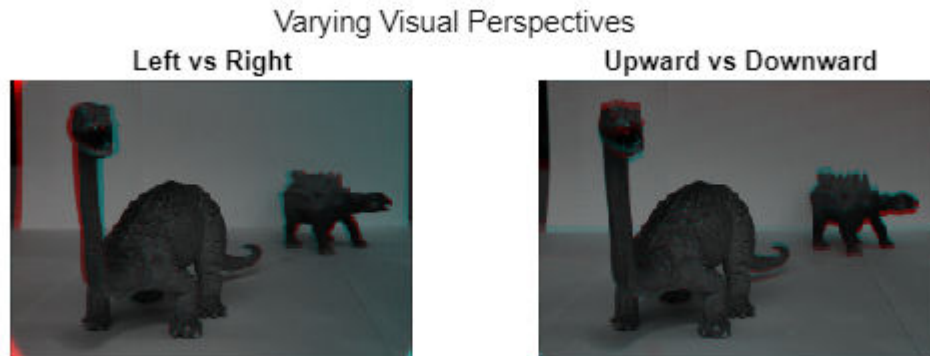 Varying Visual Perspectives
Left vs Right
Upward vs Downward